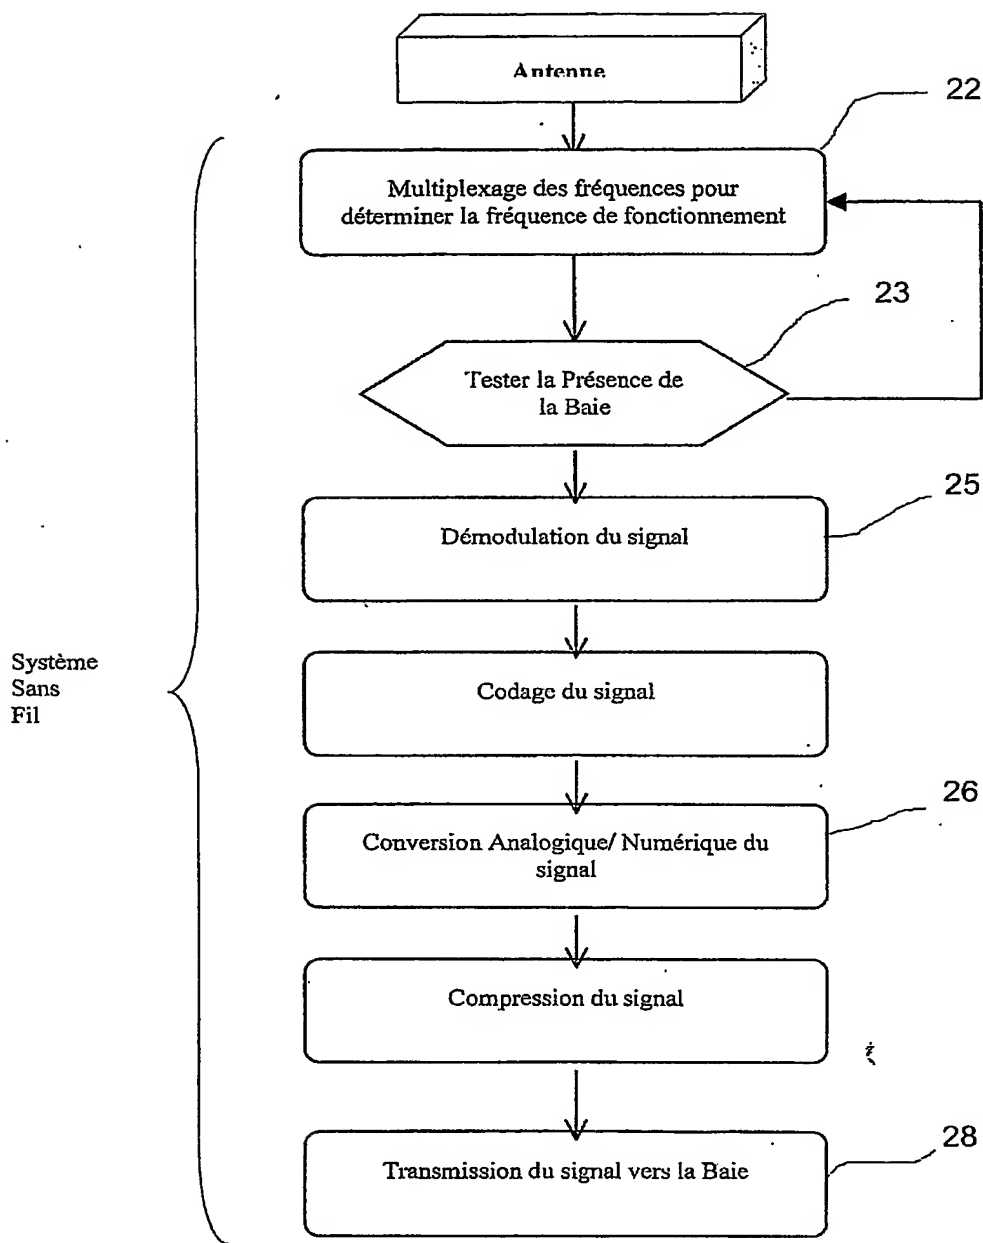 Antenne
22
Multiplexage des fréquences pour
déterminer la fréquence de fonctionnement
23
Tester la Présence de
la Baie
25
Démodulation du signal
Codage du signal
Système
Sans
Fil
26
Conversion Analogique/ Numérique du
signal
Compression du signal
28
Transmission du signal vers la Baie